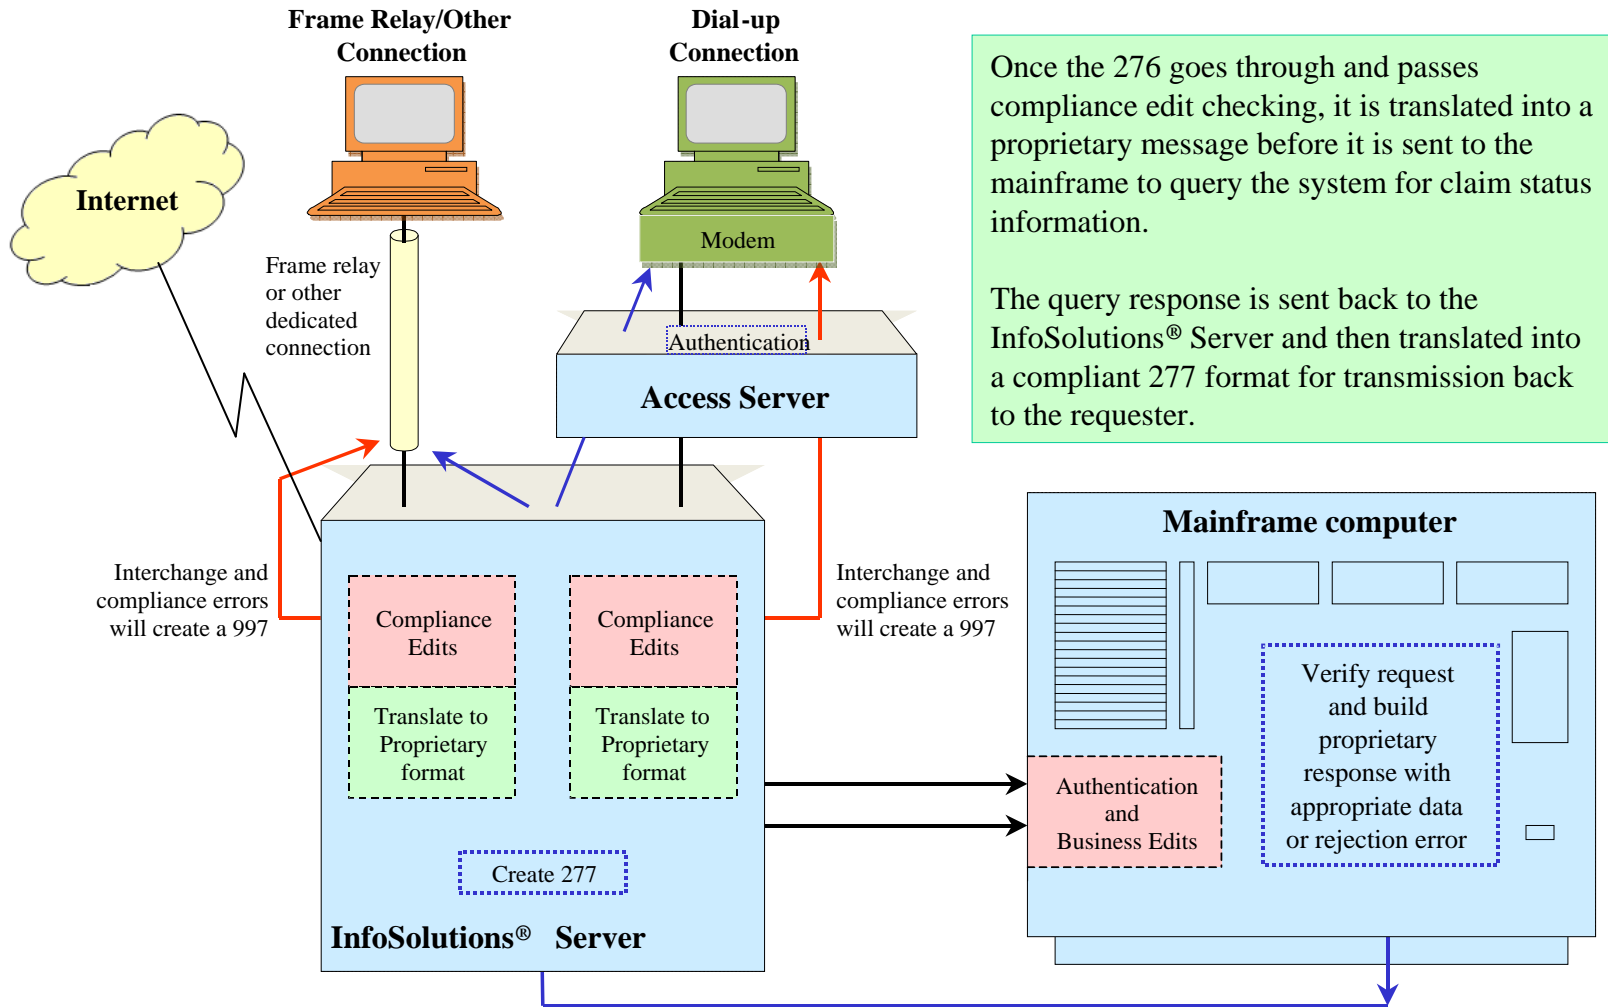 Frame Relay/Other
Connection
Dial-up
Connection
Once the 276 goes through and passes
compliance edit checking, it is translated into a
proprietary message before it is sent to the
mainframe to query the system for claim status
information.
The query response is sent back to the
InfoSolutions® Server and then translated into
a compliant 277 format for transmission back
to the requester.
Internet
Modem
Frame relay
or other
dedicated
connection
Authentication
Access Server
Mainframe computer
Interchange and
compliance errors
will create a 997
Compliance
Edits
Compliance
Edits
Interchange and
compliance errors
will create a 997
Translate to
Proprietary
format
Translate to
Proprietary
format
Verify request
and build
proprietary
response with
appropriate data
or rejection error
Authentication
and
Business Edits
Create 277
InfoSolutions® Server